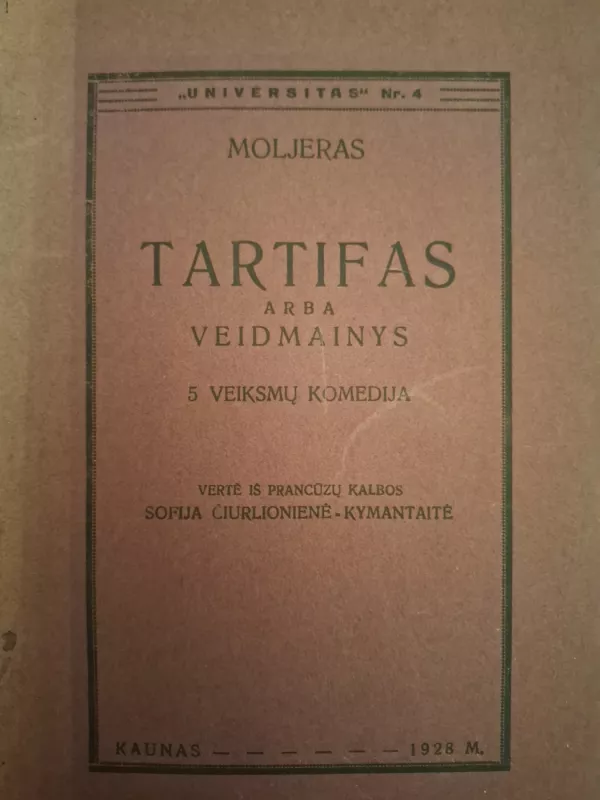 „UNIVERSITAS“ Nr. 4
MOLJERAS
TARTIFAS
ARBA
VEIDMAINYS
5 VEIKSMŲ KOMEDIJA
VERTĖ IŠ PRANCŪZŲ KALBOS
SOFIJA ČIURLIONIENĖ-KYMANTAITĖ
KAUNAS — — — — — 1928 M.